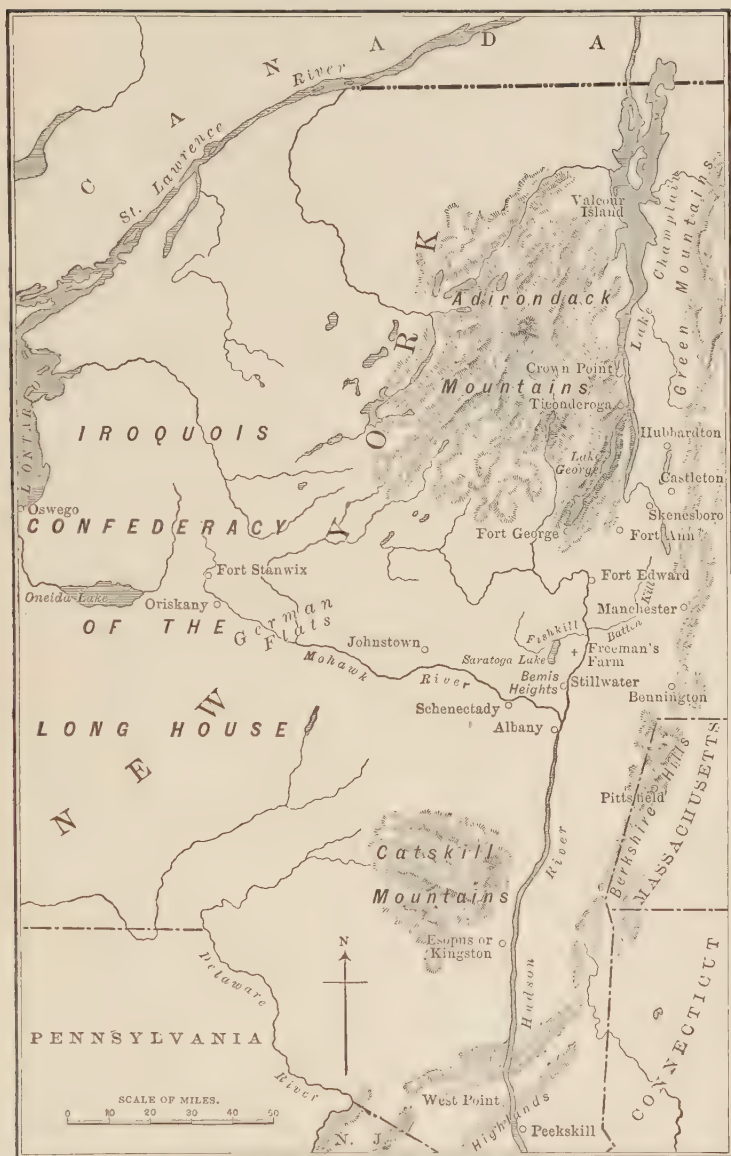 CANADA
St. Lawrence River
Valcour
Island
Lake Champlain
Green Mountains
Adirondack
Mountains
Crown Point
Ticonderoga
Lake
George
Hubbardton
Castleton
Skenesboro
Fort Ann
Fort George
L. ONTARIO
Oswego
IROQUOIS
CONFEDERACY
OF THE
LONG HOUSE
NEW YORK
Fort Stanwix
Oneida Lake
Oriskany
German
Flats
Johnstown
Mohawk River
Fort Edward
Manchester
Batten Kill
Fishkill
Freeman's
Farm
Saratoga Lake
Bemis
Heights
Stillwater
Bennington
Schenectady
Albany
Pittsfield
Berkshire Hills
MASSACHUSETTS
Catskill
Mountains
Esopus or
Kingston
Hudson River
N
Delaware River
PENNSYLVANIA
CONNECTICUT
SCALE OF MILES.
0 10 20 30 40 50
West Point
Highlands
Peekskill
N. J.